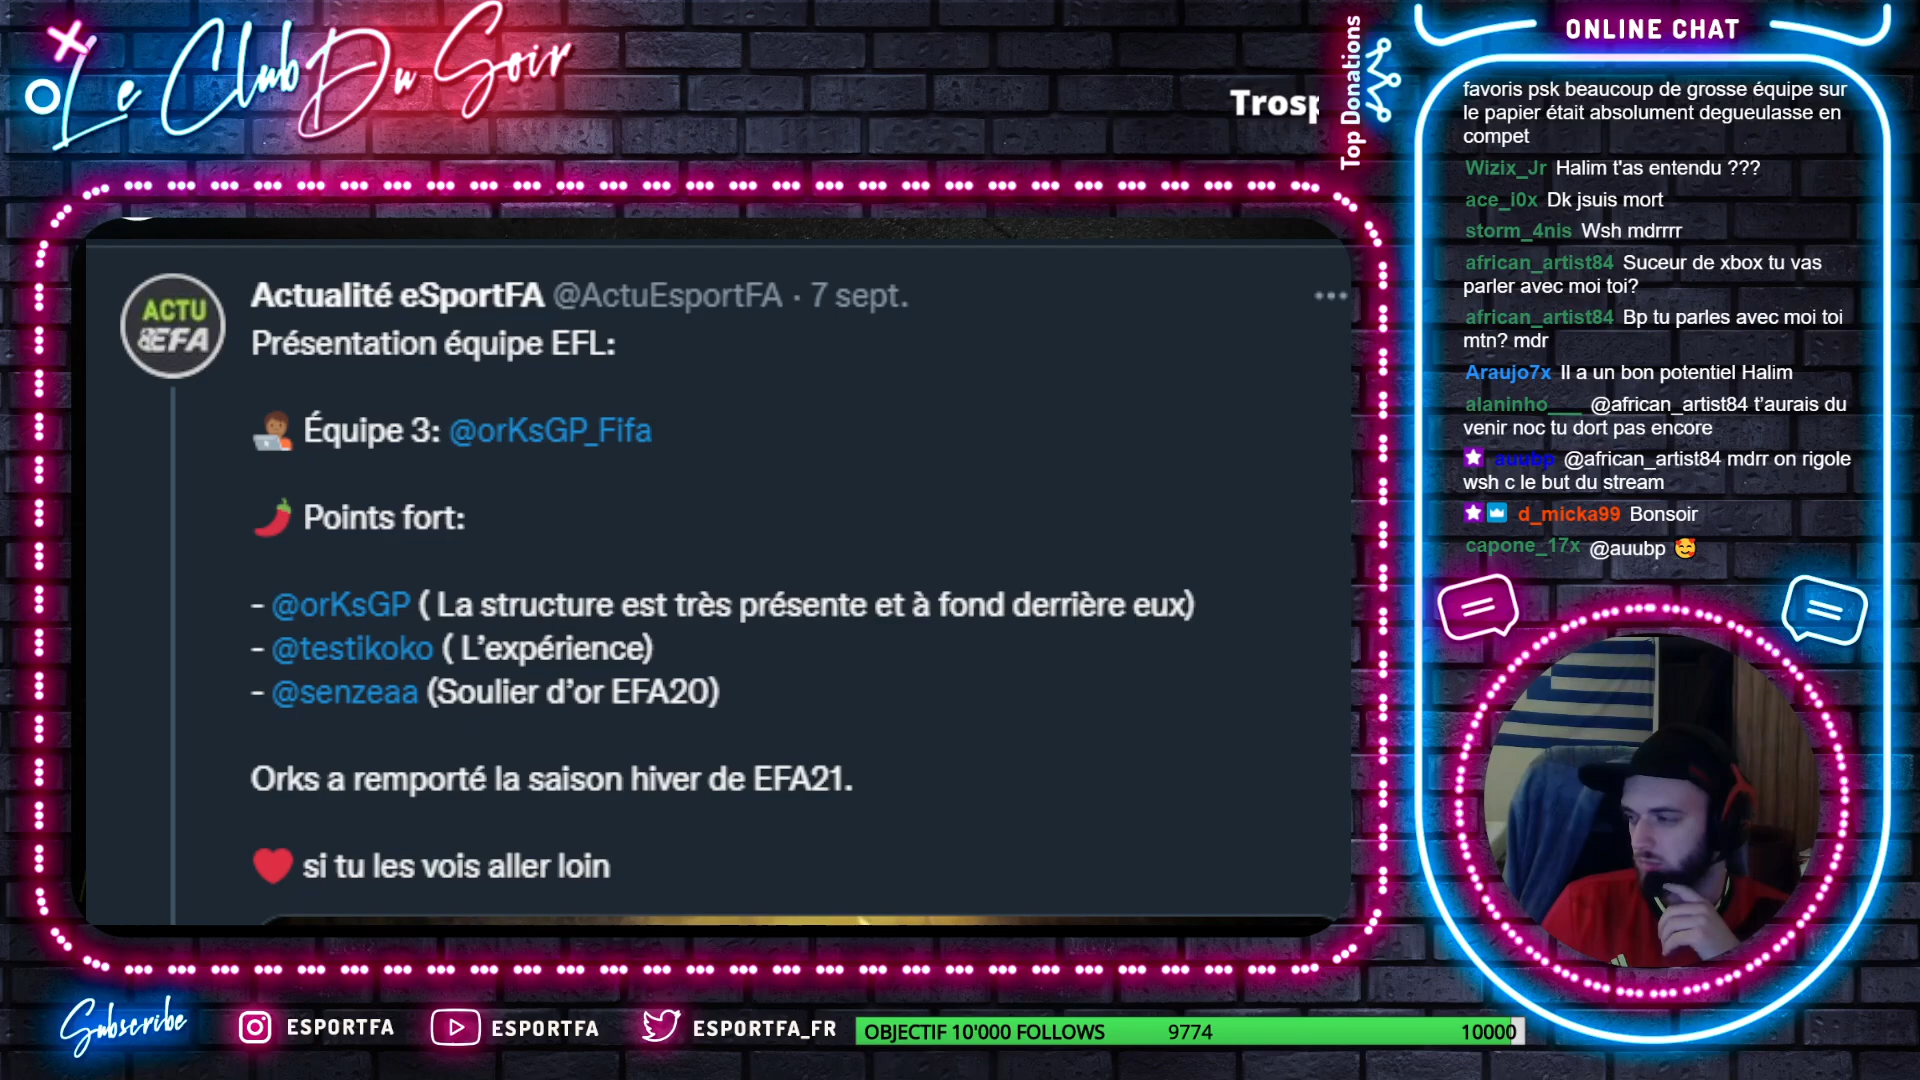 Le Club Du Soir
Trosp
Top Donations
ONLINE CHAT
favoris psk beaucoup de grosse équipe sur
le papier était absolument degueulasse en
compet
Wizix_Jr Halim t'as entendu ???
ace_i0x Dk jsuis mort
storm_4nis Wsh mdrrrr
african_artist84 Suceur de xbox tu vas
parler avec moi toi?
african_artist84 Bp tu parles avec moi toi
mtn? mdr
Araujo7x Il a un bon potentiel Halim
alaninho___ @african_artist84 t’aurais du
venir noc tu dort pas encore
auubp @african_artist84 mdrr on rigole
wsh c le but du stream
d_micka99 Bonsoir
capone_17x @auubp 🥰
ACTU
EFA
Actualité eSportFA @ActuEsportFA · 7 sept.
Présentation équipe EFL:
👨🏾‍💻 Équipe 3: @orKsGP_Fifa
🌶️ Points fort:
- @orKsGP ( La structure est très présente et à fond derrière eux)
- @testikoko ( L’expérience)
- @senzeaa (Soulier d’or EFA20)
Orks a remporté la saison hiver de EFA21.
❤️ si tu les vois aller loin
Subscribe
ESPORTFA
ESPORTFA
ESPORTFA_FR
OBJECTIF 10'000 FOLLOWS 9774 10000